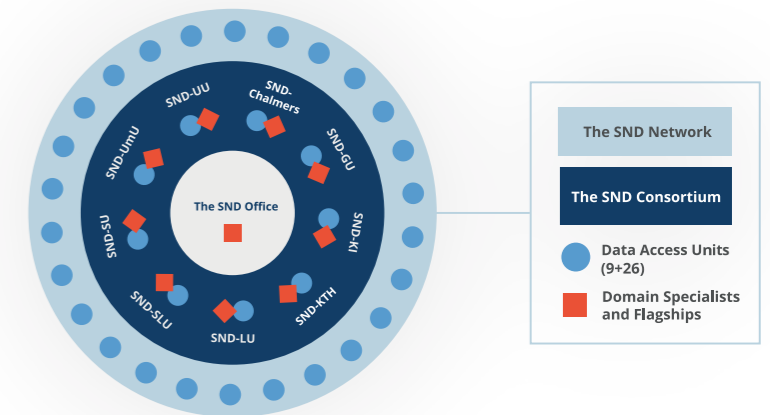 SND-UU
SND-
Chalmers
SND-GU
SND-KI
SND-KTH
SND-LU
SND-SLU
SND-SU
SND-UmU
The SND Office
The SND Network
The SND Consortium
Data Access Units
(9+26)
Domain Specialists
and Flagships